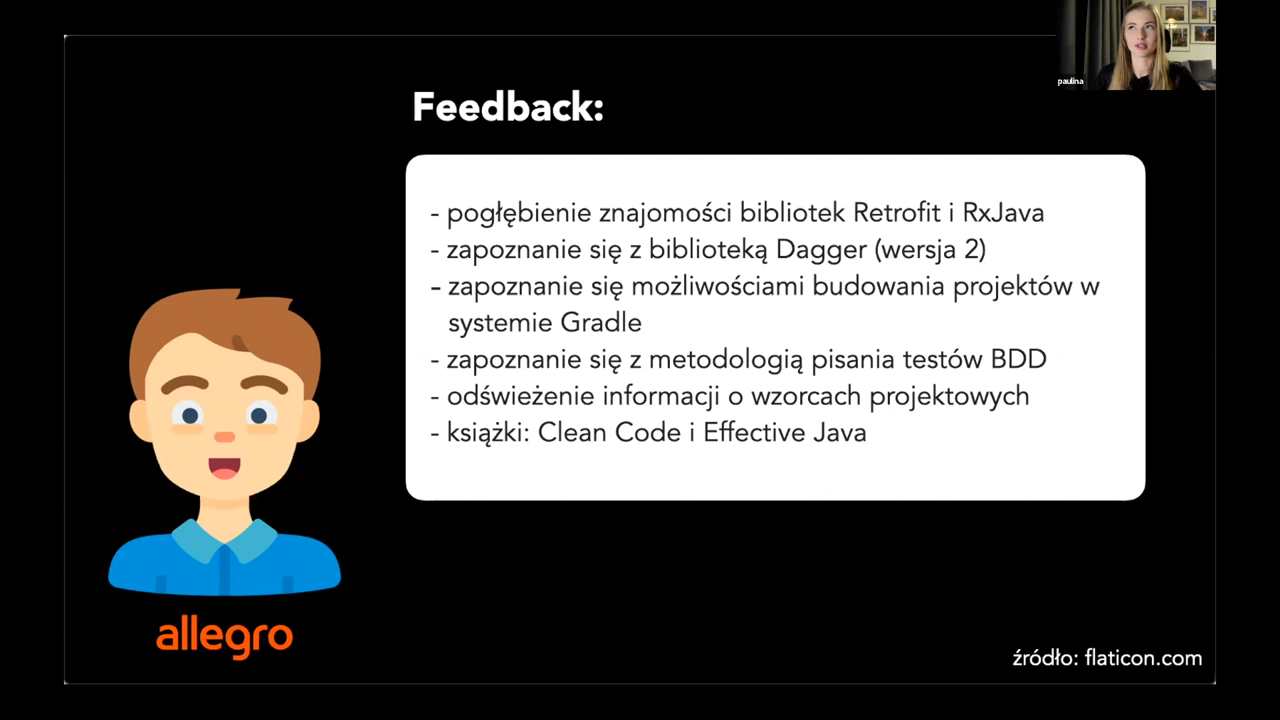 paulina
Feedback:
- pogłębienie znajomości bibliotek Retrofit i RxJava
- zapoznanie się z biblioteką Dagger (wersja 2)
- zapoznanie się możliwościami budowania projektów w
systemie Gradle
- zapoznanie się z metodologią pisania testów BDD
- odświeżenie informacji o wzorcach projektowych
- książki: Clean Code i Effective Java
allegro
źródło: flaticon.com